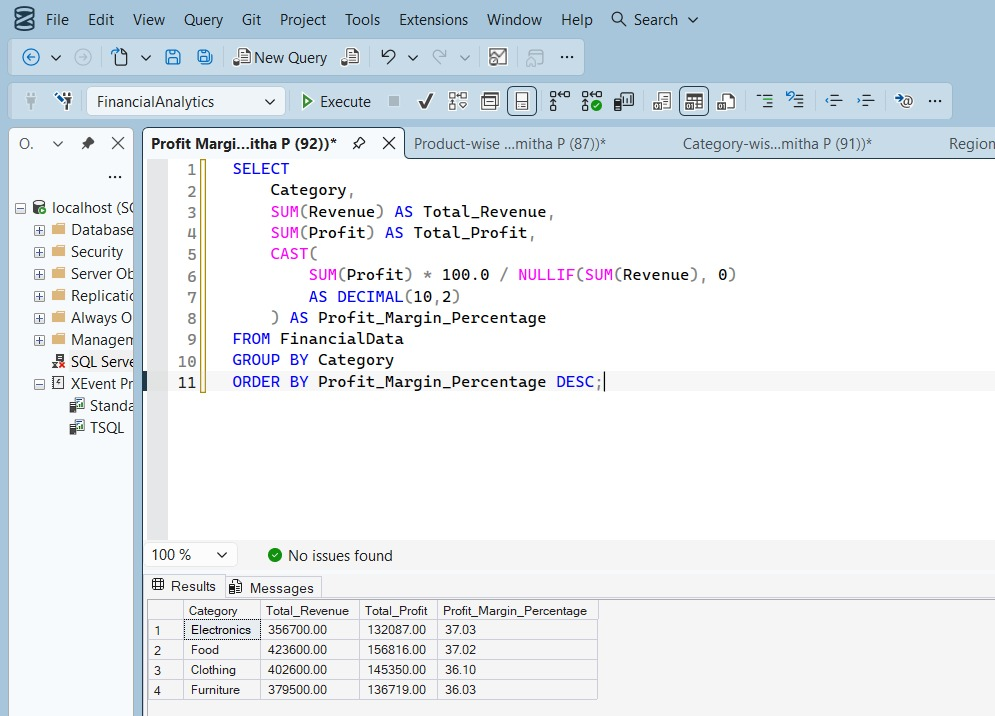 File Edit View Query Git Project Tools Extensions Window Help Search
New Query
FinancialAnalytics Execute
O.
Profit Margi...itha P (92))* Product-wise ...mitha P (87))* Category-wis...mitha P (91))* Region
localhost (SC
Database
Security
Server Ob
Replicatic
Always O
Managem
SQL Serve
XEvent Pr
Standa
TSQL
1 SELECT
2 Category,
3 SUM(Revenue) AS Total_Revenue,
4 SUM(Profit) AS Total_Profit,
5 CAST(
6 SUM(Profit) * 100.0 / NULLIF(SUM(Revenue), 0)
7 AS DECIMAL(10,2)
8 ) AS Profit_Margin_Percentage
9 FROM FinancialData
10 GROUP BY Category
11 ORDER BY Profit_Margin_Percentage DESC;
100 % No issues found
Results Messages
Category Total_Revenue Total_Profit Profit_Margin_Percentage
1 Electronics 356700.00 132087.00 37.03
2 Food 423600.00 156816.00 37.02
3 Clothing 402600.00 145350.00 36.10
4 Furniture 379500.00 136719.00 36.03